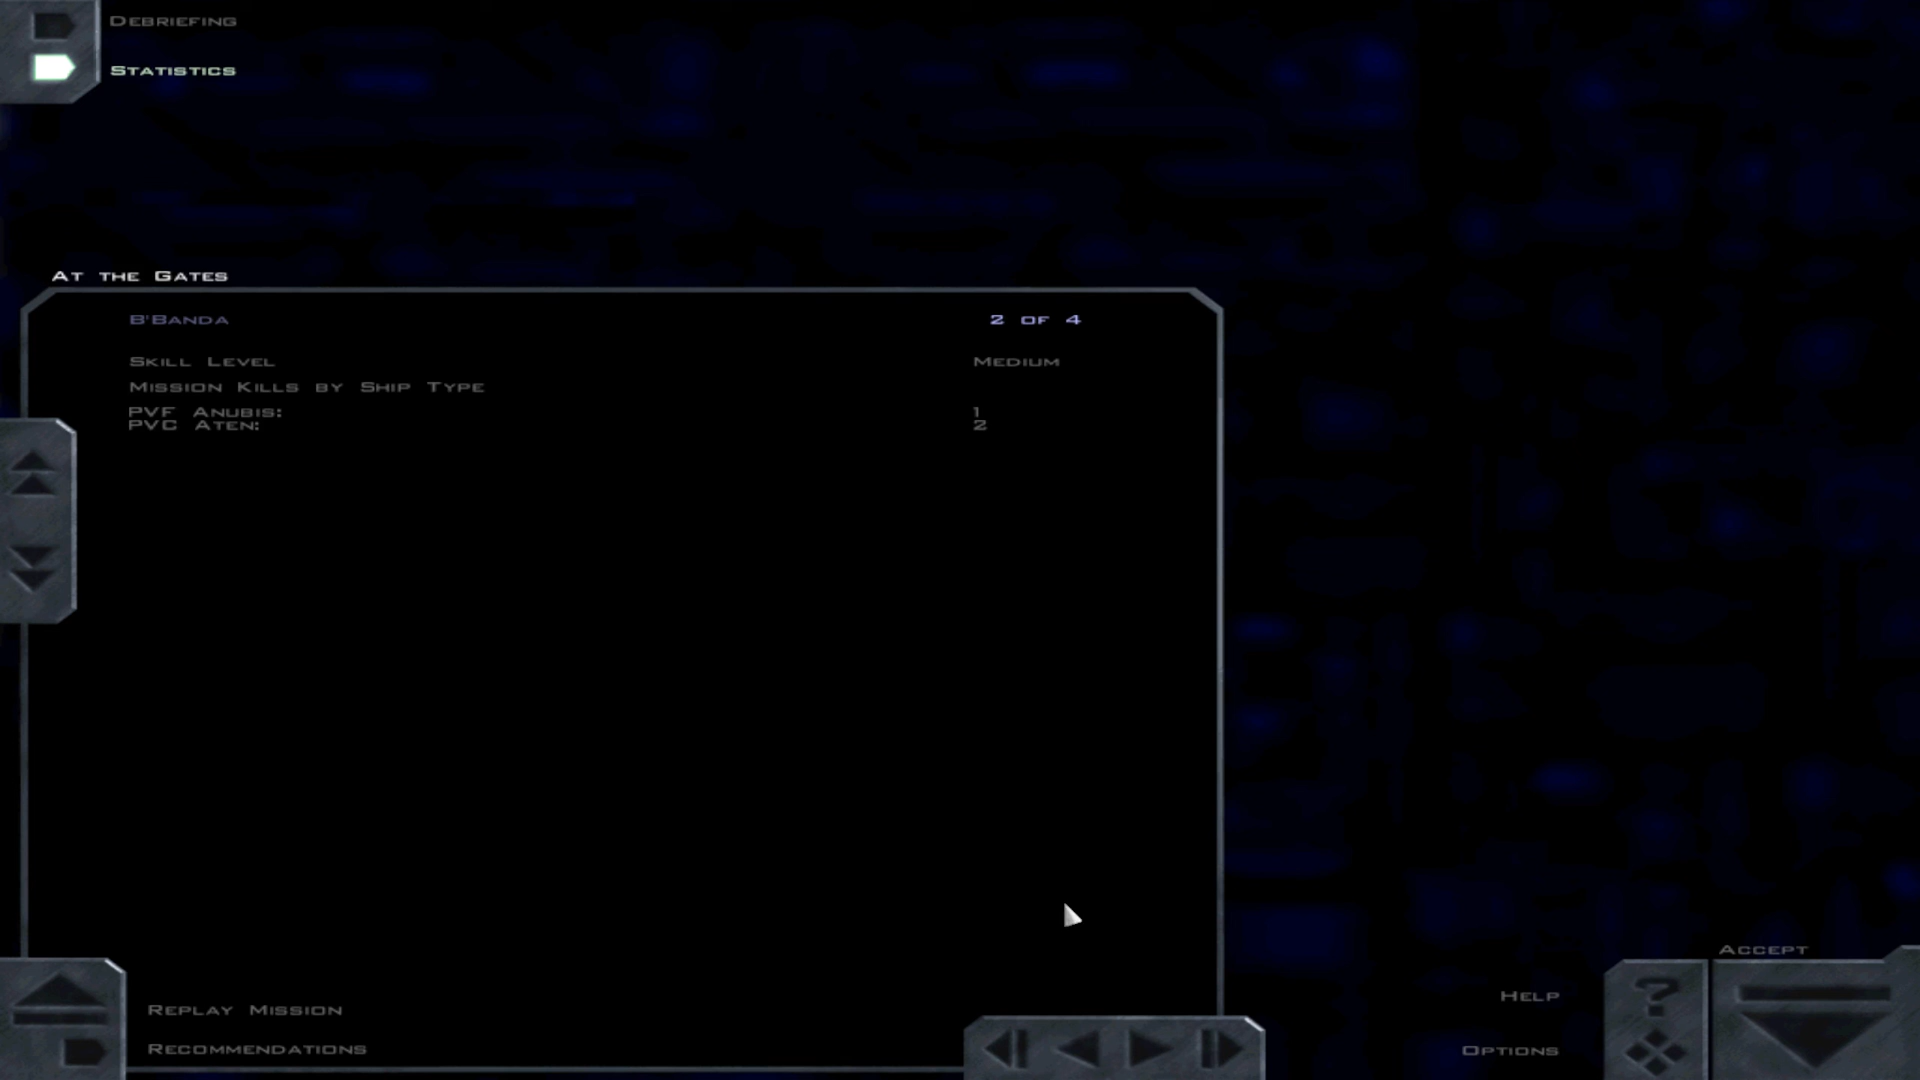 Debriefing
Statistics
At the Gates
B'Banda 2 of 4
Skill Level Medium
Mission Kills by Ship Type
PVF Anubis: 1
PVC Aten: 2
Accept
Help
Replay Mission
Recommendations
Options